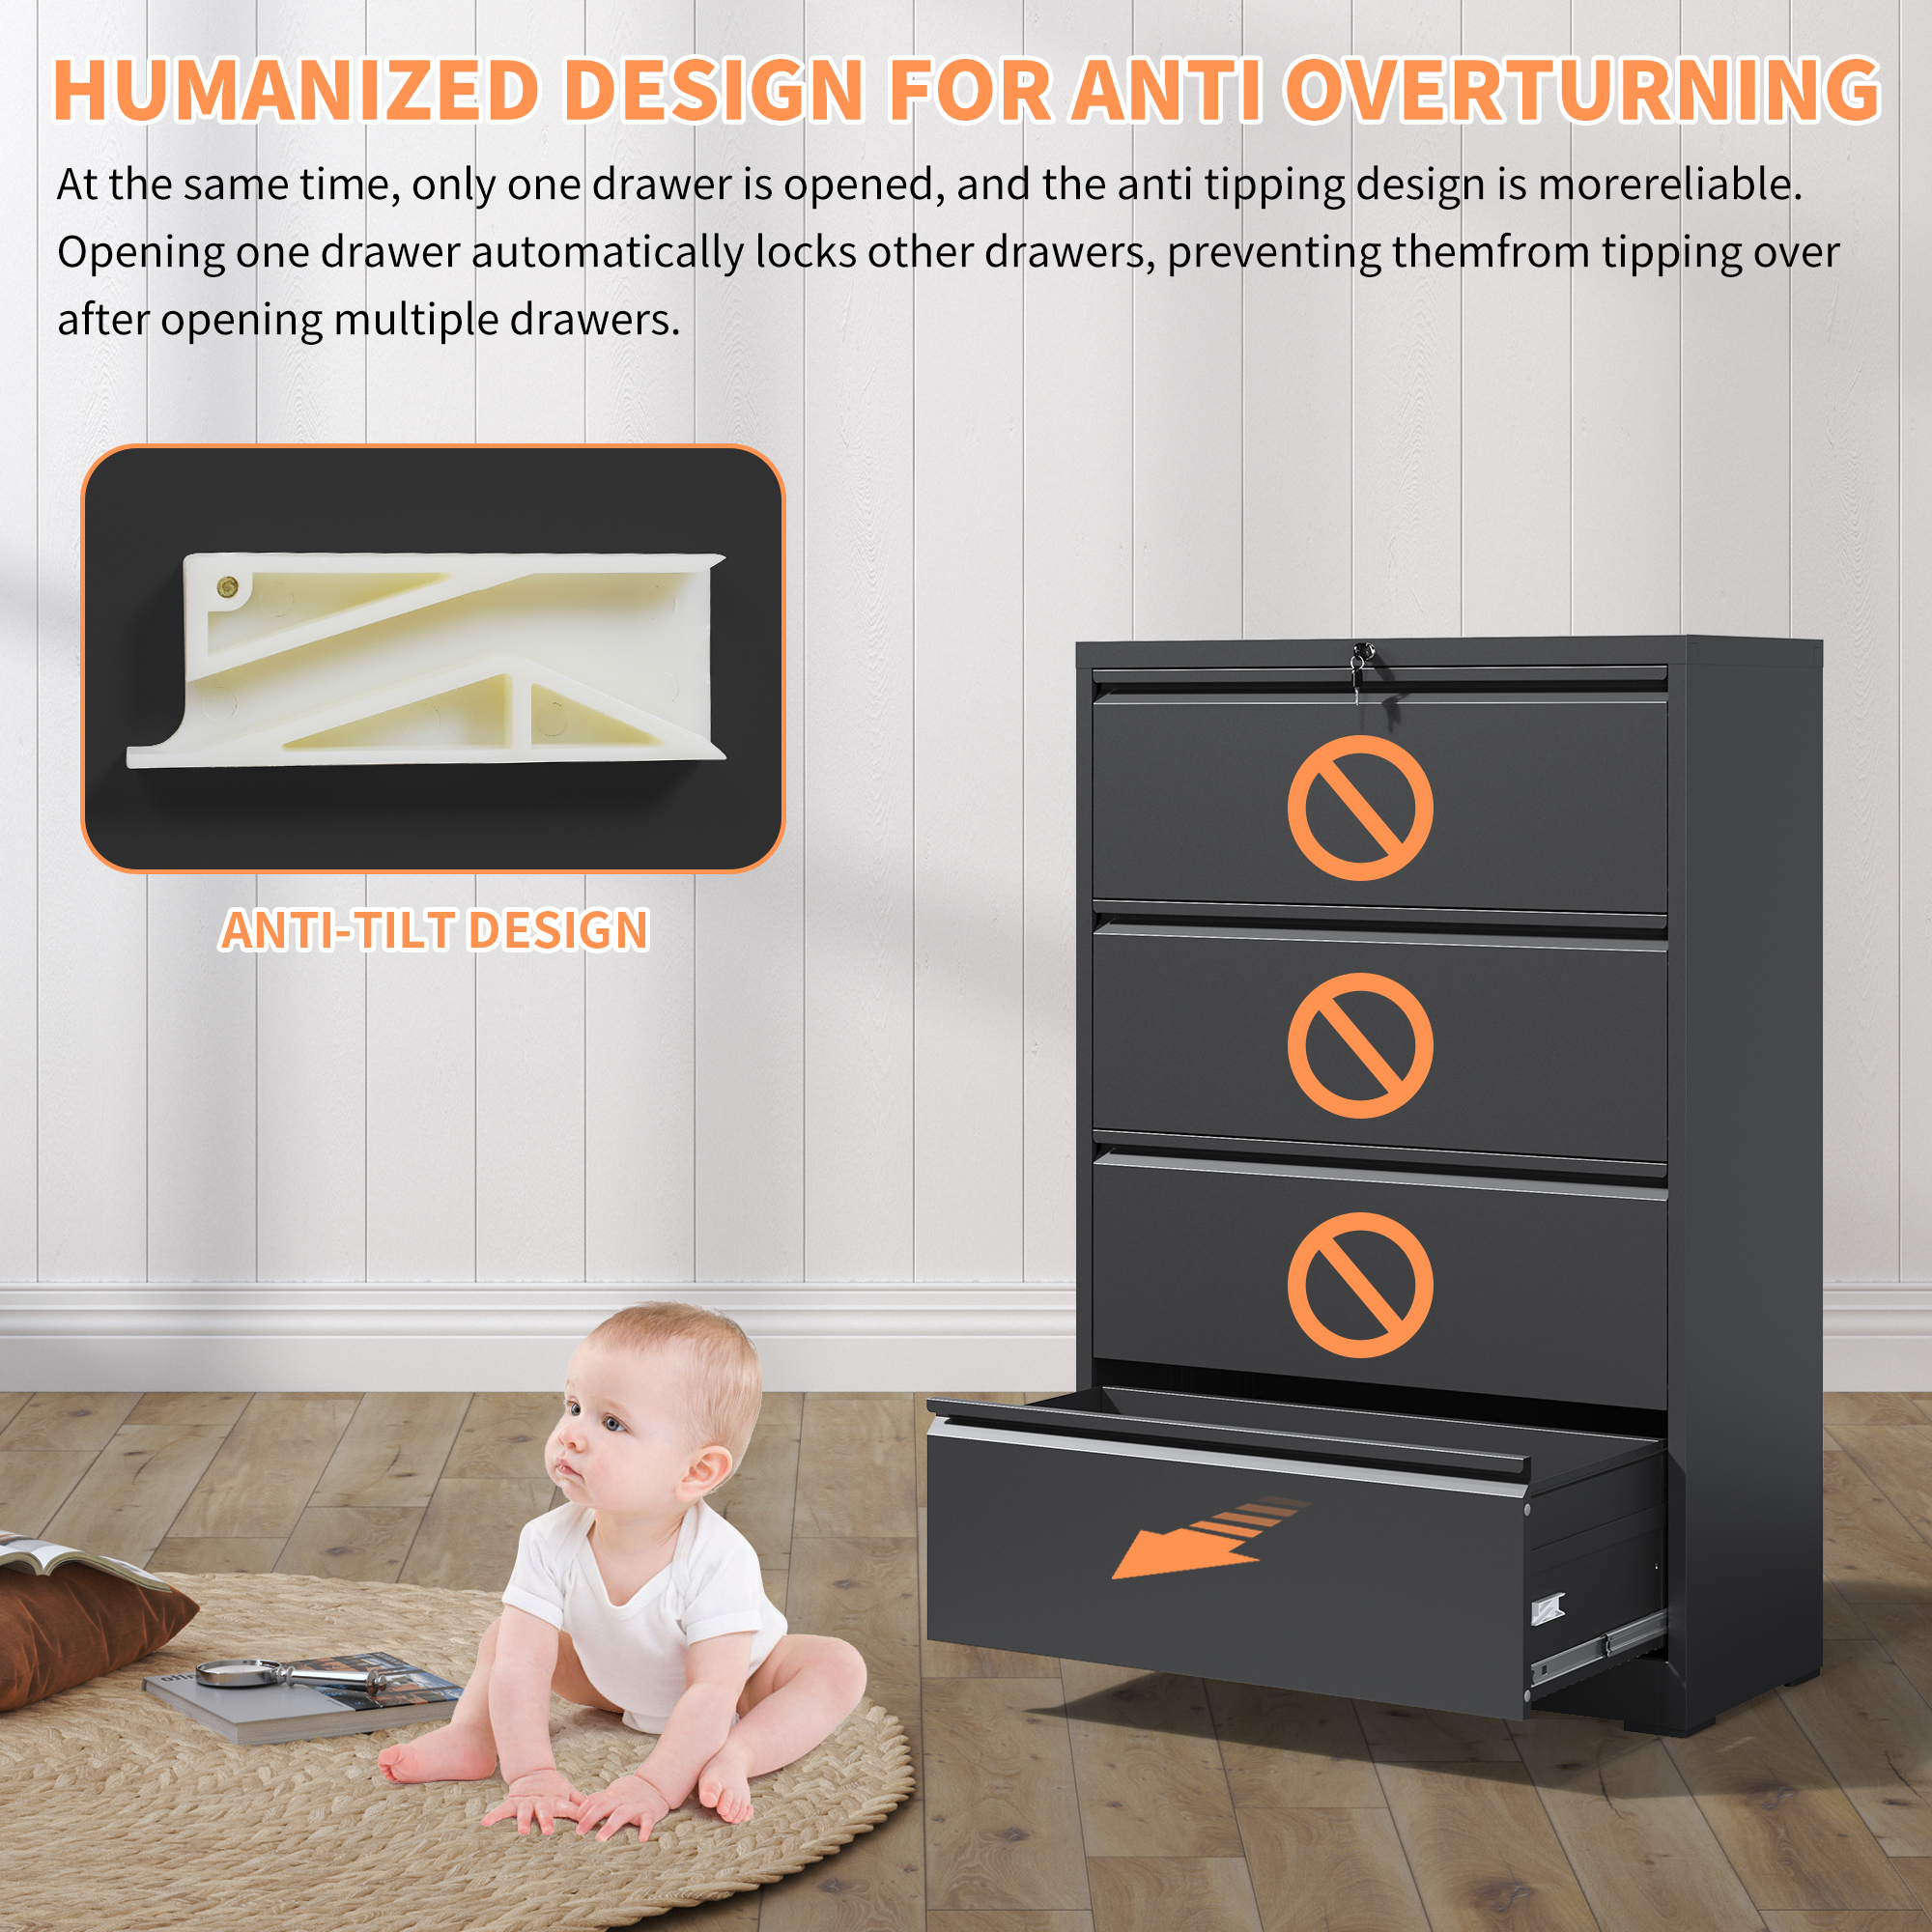 HUMANIZED DESIGN FOR ANTI OVERTURNING
At the same time, only one drawer is opened, and the anti tipping design is morereliable.
Opening one drawer automatically locks other drawers, preventing themfrom tipping over
after opening multiple drawers.
ANTI-TILT DESIGN